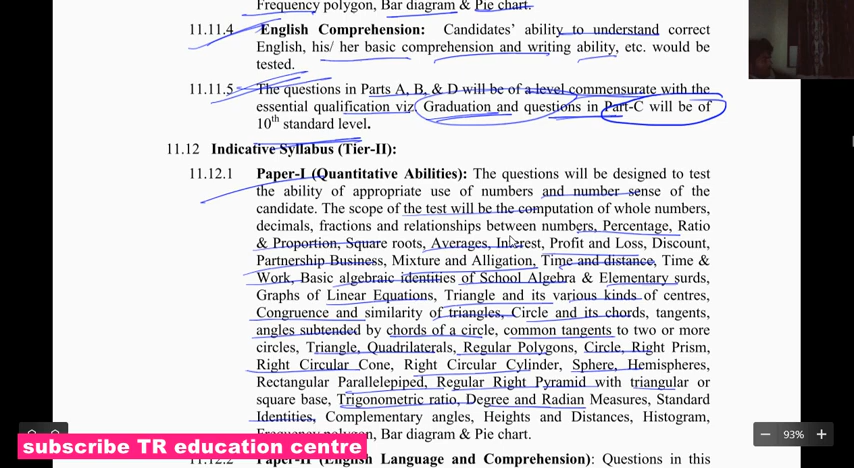 Frequency polygon, Bar diagram & Pie chart.
11.11.4 English Comprehension: Candidates' ability to understand correct
English, his/ her basic comprehension and writing ability, etc. would be
tested.
11.11.5 The questions in Parts A, B, & D will be of a level commensurate with the
essential qualification viz. Graduation and questions in Part-C will be of
10th standard level.
11.12 Indicative Syllabus (Tier-II):
11.12.1 Paper-I (Quantitative Abilities): The questions will be designed to test
the ability of appropriate use of numbers and number sense of the
candidate. The scope of the test will be the computation of whole numbers,
decimals, fractions and relationships between numbers, Percentage, Ratio
& Proportion, Square roots, Averages, Interest, Profit and Loss, Discount,
Partnership Business, Mixture and Alligation, Time and distance, Time &
Work, Basic algebraic identities of School Algebra & Elementary surds,
Graphs of Linear Equations, Triangle and its various kinds of centres,
Congruence and similarity of triangles, Circle and its chords, tangents,
angles subtended by chords of a circle, common tangents to two or more
circles, Triangle, Quadrilaterals, Regular Polygons, Circle, Right Prism,
Right Circular Cone, Right Circular Cylinder, Sphere, Hemispheres,
Rectangular Parallelepiped, Regular Right Pyramid with triangular or
square base, Trigonometric ratio, Degree and Radian Measures, Standard
Identities, Complementary angles, Heights and Distances, Histogram,
Bar diagram & Pie chart.
93%
subscribe TR education centre
Language and Comprehension): Questions in this